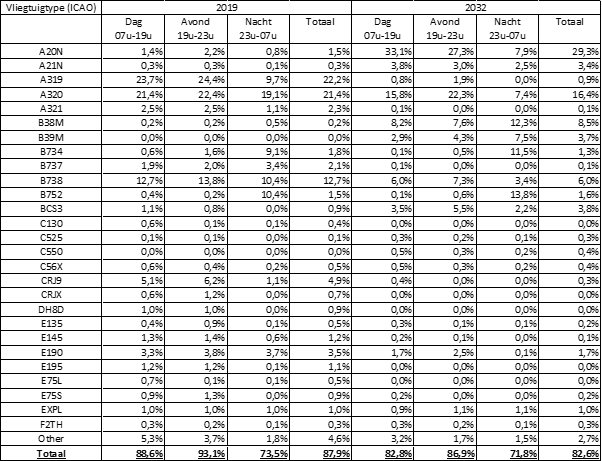 Vliegtuigtype (ICAO) 2019 2032
Dag Avond Nacht Totaal Dag Avond Nacht Totaal
07u-19u 19u-23u 23u-07u 07u-19u 19u-23u 23u-07u
A20N 1,4% 2,2% 0,8% 1,5% 33,1% 27,3% 7,9% 29,3%
A21N 0,3% 0,3% 0,1% 0,3% 3,8% 3,0% 2,5% 3,4%
A319 23,7% 24,4% 9,7% 22,2% 0,8% 1,9% 0,0% 0,9%
A320 21,4% 22,4% 19,1% 21,4% 15,8% 22,3% 7,4% 16,4%
A321 2,5% 2,5% 1,1% 2,3% 0,1% 0,0% 0,0% 0,1%
B38M 0,2% 0,2% 0,5% 0,2% 8,2% 7,6% 12,3% 8,5%
B39M 0,0% 0,0% 0,0% 0,0% 2,9% 4,3% 7,5% 3,7%
B734 0,6% 1,6% 9,1% 1,8% 0,1% 0,5% 11,5% 1,3%
B737 1,9% 2,0% 3,4% 2,1% 0,1% 0,0% 0,0% 0,1%
B738 12,7% 13,8% 10,4% 12,7% 6,0% 7,3% 3,4% 6,0%
B752 0,4% 0,2% 10,4% 1,5% 0,1% 0,6% 13,8% 1,6%
BCS3 1,1% 0,8% 0,0% 0,9% 3,5% 5,5% 2,2% 3,8%
C130 0,6% 0,1% 0,1% 0,4% 0,0% 0,0% 0,0% 0,0%
C525 0,1% 0,1% 0,0% 0,1% 0,3% 0,2% 0,1% 0,3%
C550 0,0% 0,0% 0,0% 0,0% 0,5% 0,3% 0,2% 0,4%
C56X 0,6% 0,4% 0,2% 0,5% 0,5% 0,3% 0,2% 0,4%
CRJ9 5,1% 6,2% 1,1% 4,9% 0,4% 0,0% 0,0% 0,3%
CRJX 0,6% 1,2% 0,0% 0,7% 0,0% 0,0% 0,0% 0,0%
DH8D 1,0% 1,0% 0,0% 0,9% 0,0% 0,0% 0,0% 0,0%
E135 0,4% 0,9% 0,1% 0,5% 0,3% 0,1% 0,1% 0,2%
E145 1,3% 1,4% 0,6% 1,2% 0,2% 0,1% 0,0% 0,1%
E190 3,3% 3,8% 3,7% 3,5% 1,7% 2,5% 0,1% 1,7%
E195 1,2% 1,2% 0,1% 1,1% 0,0% 0,0% 0,0% 0,0%
E75L 0,7% 0,1% 0,1% 0,5% 0,0% 0,0% 0,0% 0,0%
E75S 0,9% 1,3% 0,0% 0,9% 0,2% 0,0% 0,0% 0,2%
EXPL 1,0% 1,0% 1,0% 1,0% 0,9% 1,1% 1,1% 1,0%
F2TH 0,3% 0,2% 0,1% 0,3% 0,3% 0,2% 0,1% 0,3%
Other 5,3% 3,7% 1,8% 4,6% 3,2% 1,7% 1,5% 2,7%
Totaal 88,6% 93,1% 73,5% 87,9% 82,8% 86,9% 71,8% 82,6%